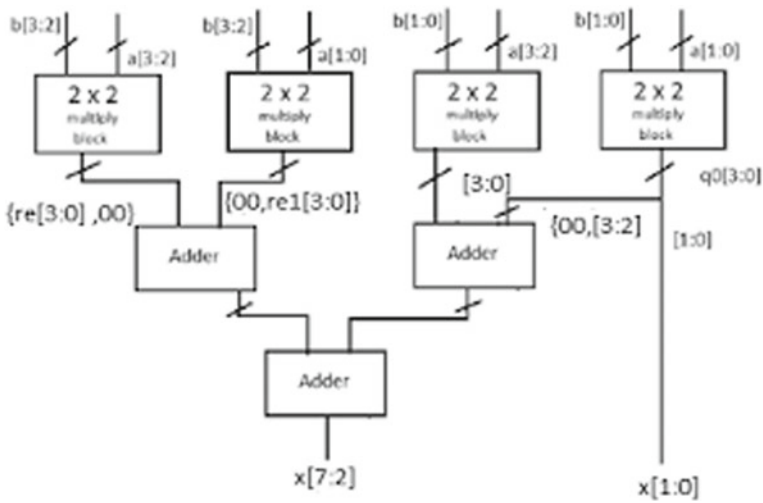 b[3:2] a[3:2] b[3:2] a[1:0] b[1:0] a[3:2] b[1:0] a[1:0]
2 x 2 2 x 2 2 x 2 2 x 2
multiply multiply multiply multiply
block block block block
q0[3:0]
[3:0]
{re[3:0] ,00} {00,re1[3:0]} {00,[3:2] [1:0]
Adder Adder
Adder
x[7:2] x[1:0]